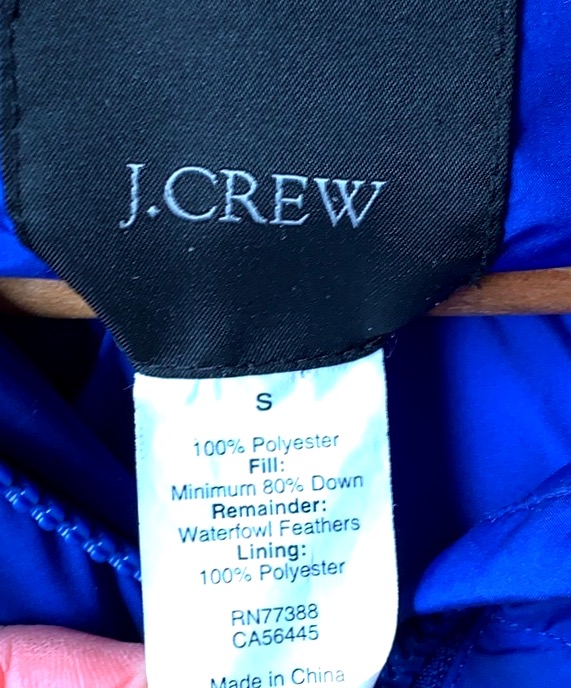 J.CREW
S
100% Polyester
Fill:
Minimum 80% Down
Remainder:
Waterfowl Feathers
Lining:
100% Polyester
RN77388
CA56445
Made in China